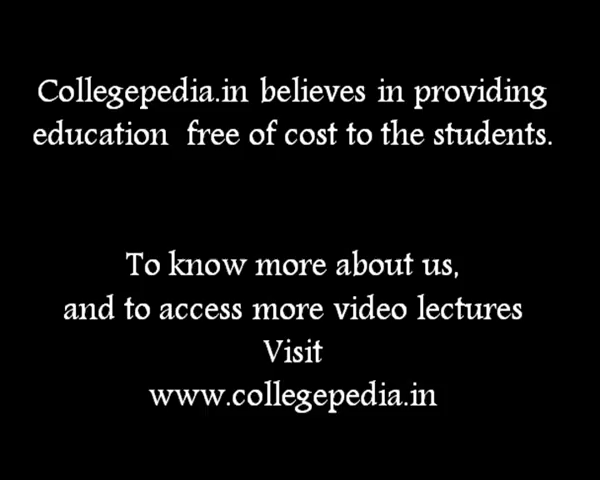 Collegepedia.in believes in providing
education free of cost to the students.
To know more about us,
and to access more video lectures
Visit
www.collegepedia.in